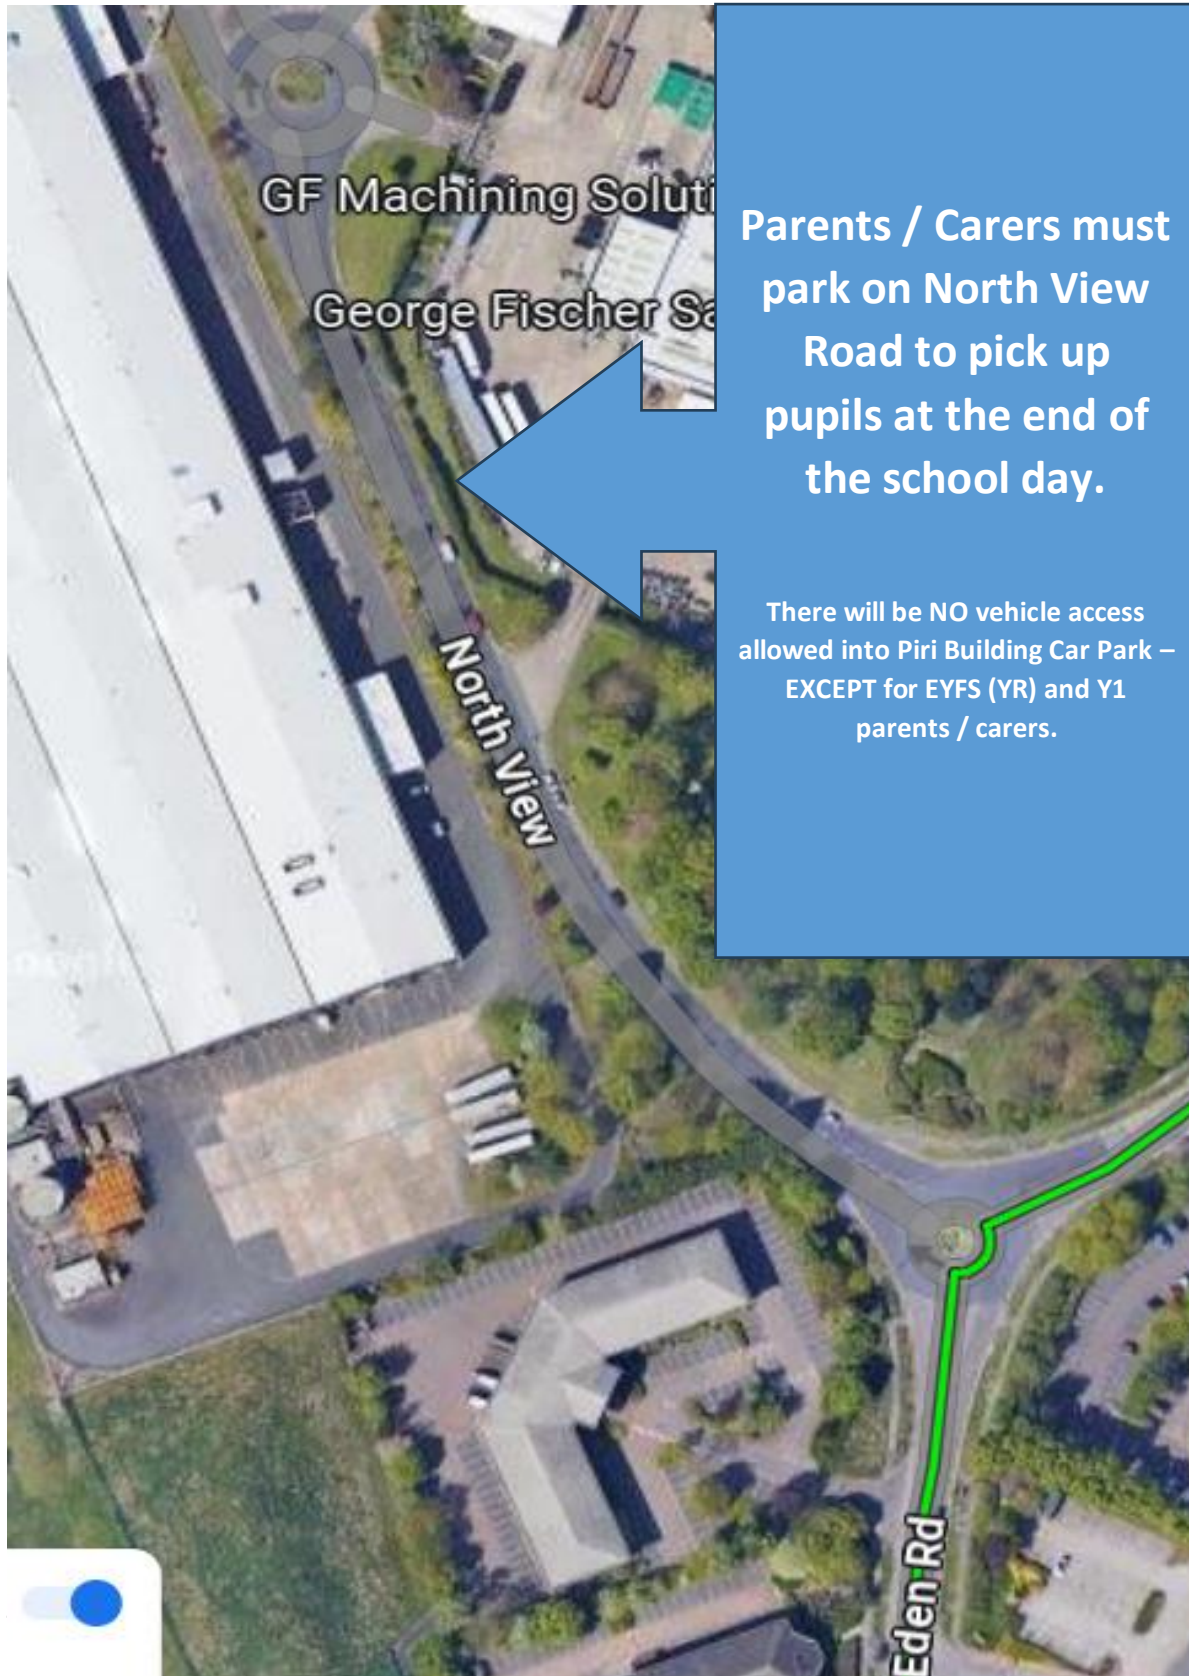 GF Machining Soluti
George Fischer Sa
Parents / Carers must
park on North View
Road to pick up
pupils at the end of
the school day.
There will be NO vehicle access
allowed into Piri Building Car Park –
EXCEPT for EYFS (YR) and Y1
parents / carers.
North View
Eden Rd